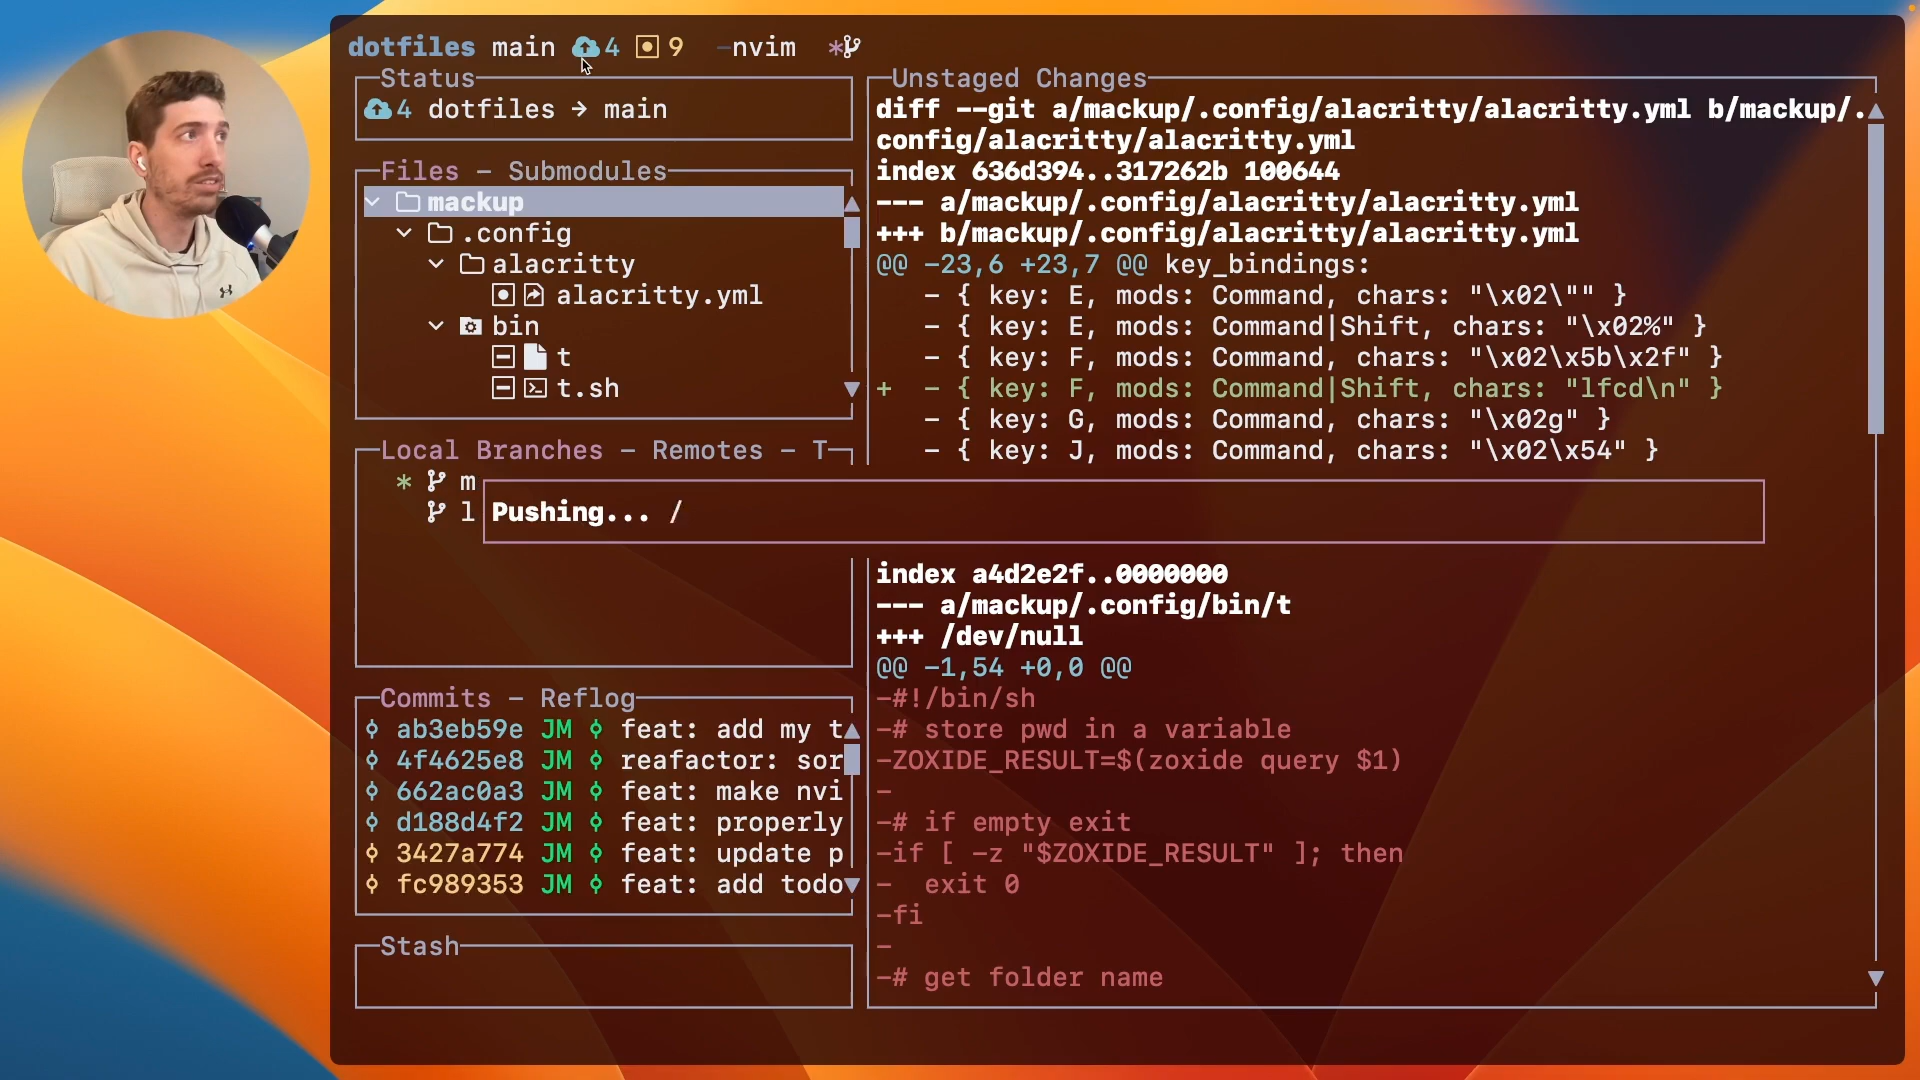 dotfiles main 4 9 -nvim *
Status
4 dotfiles → main
Files - Submodules
mackup
.config
alacritty
alacritty.yml
bin
t
t.sh
Local Branches - Remotes - T
* m
l
Pushing... /
Commits - Reflog
ab3eb59e JM feat: add my t
4f4625e8 JM reafactor: sor
662ac0a3 JM feat: make nvi
d188d4f2 JM feat: properly
3427a774 JM feat: update p
fc989353 JM feat: add todo
Stash
Unstaged Changes
diff --git a/mackup/.config/alacritty/alacritty.yml b/mackup/.
config/alacritty/alacritty.yml
index 636d394..317262b 100644
--- a/mackup/.config/alacritty/alacritty.yml
+++ b/mackup/.config/alacritty/alacritty.yml
@@ -23,6 +23,7 @@ key_bindings:
- { key: E, mods: Command, chars: "\x02\"" }
- { key: E, mods: Command|Shift, chars: "\x02%" }
- { key: F, mods: Command, chars: "\x02\x5b\x2f" }
+ - { key: F, mods: Command|Shift, chars: "lfcd\n" }
- { key: G, mods: Command, chars: "\x02g" }
- { key: J, mods: Command, chars: "\x02\x54" }
index a4d2e2f..0000000
--- a/mackup/.config/bin/t
+++ /dev/null
@@ -1,54 +0,0 @@
-#!/bin/sh
-# store pwd in a variable
-ZOXIDE_RESULT=$(zoxide query $1)
-
-# if empty exit
-if [ -z "$ZOXIDE_RESULT" ]; then
-  exit 0
-fi
-
-# get folder name